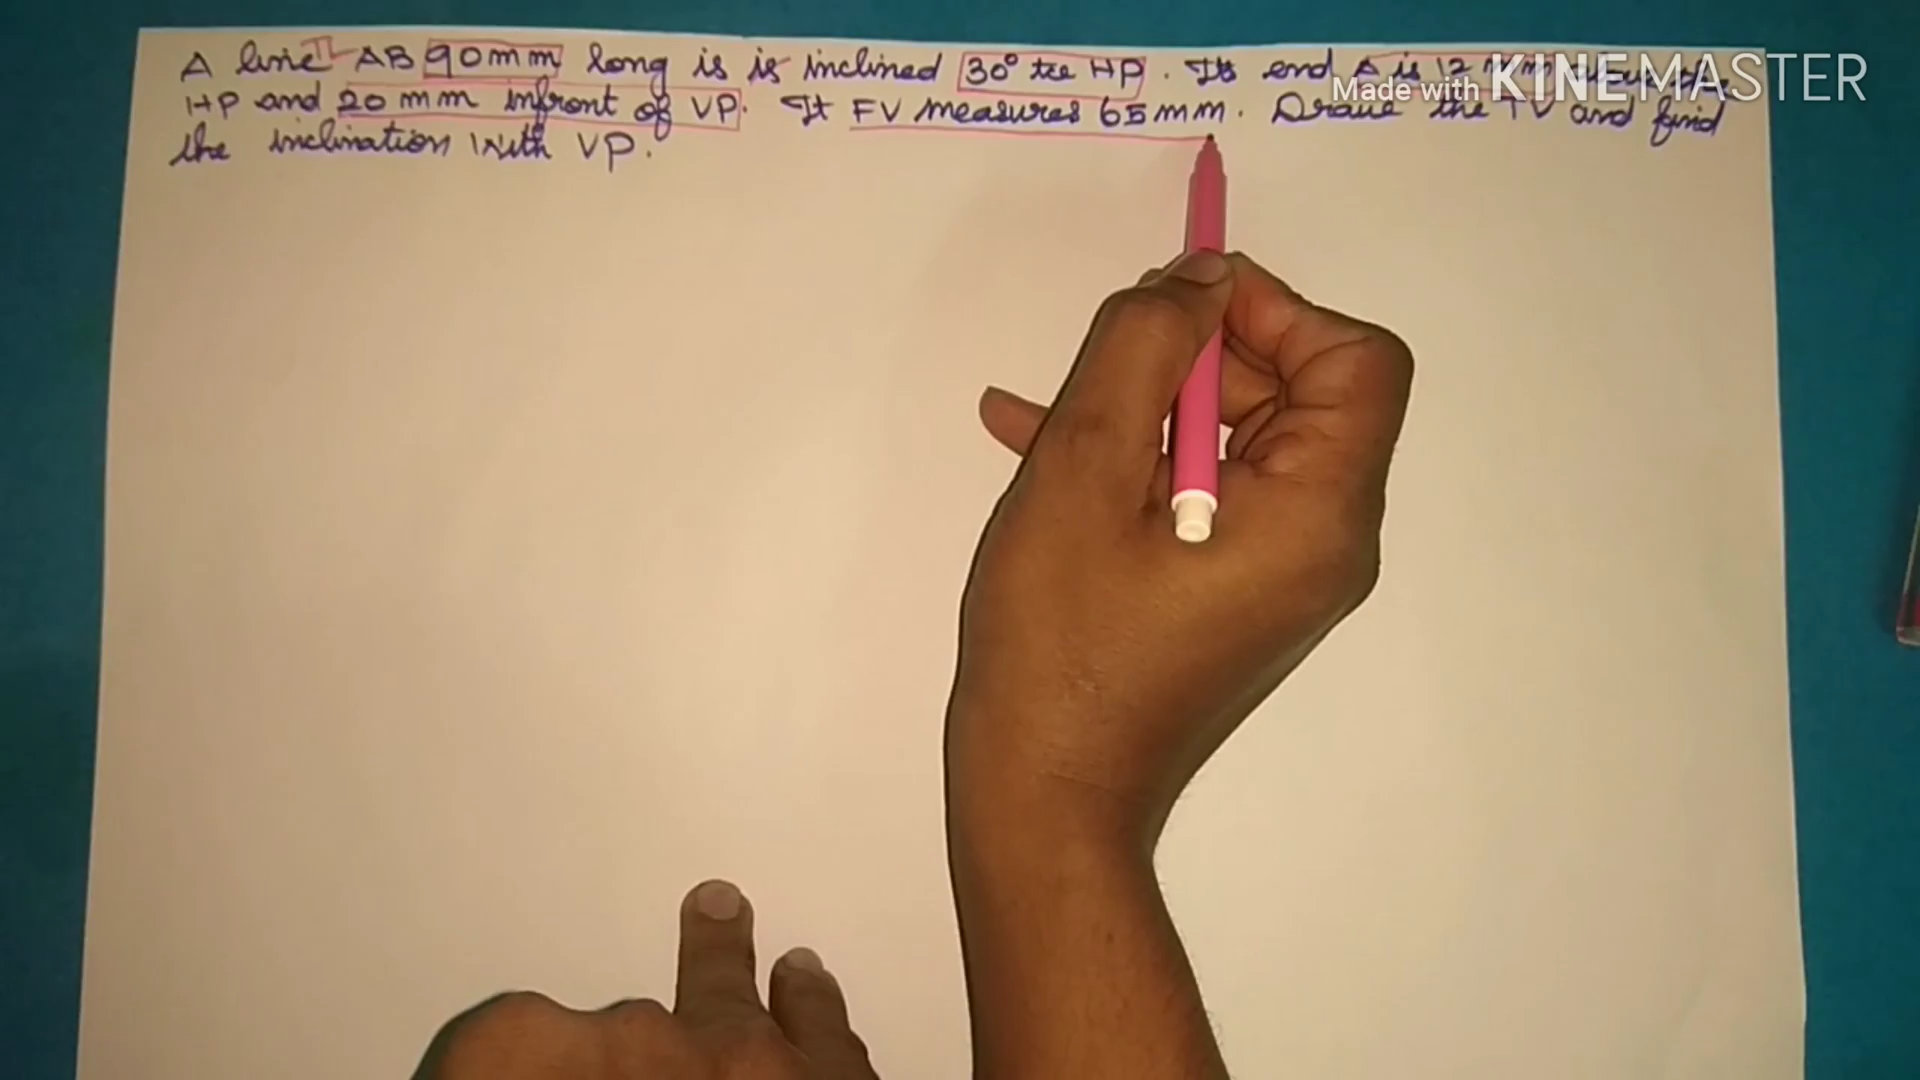 A line AB 90mm long is is inclined 30° to HP. Its end A is 12 mm
Made with KINEMASTER
HP and 20 mm infront of VP. It FV measures 65mm. Draw the TV and find
the inclination with VP.